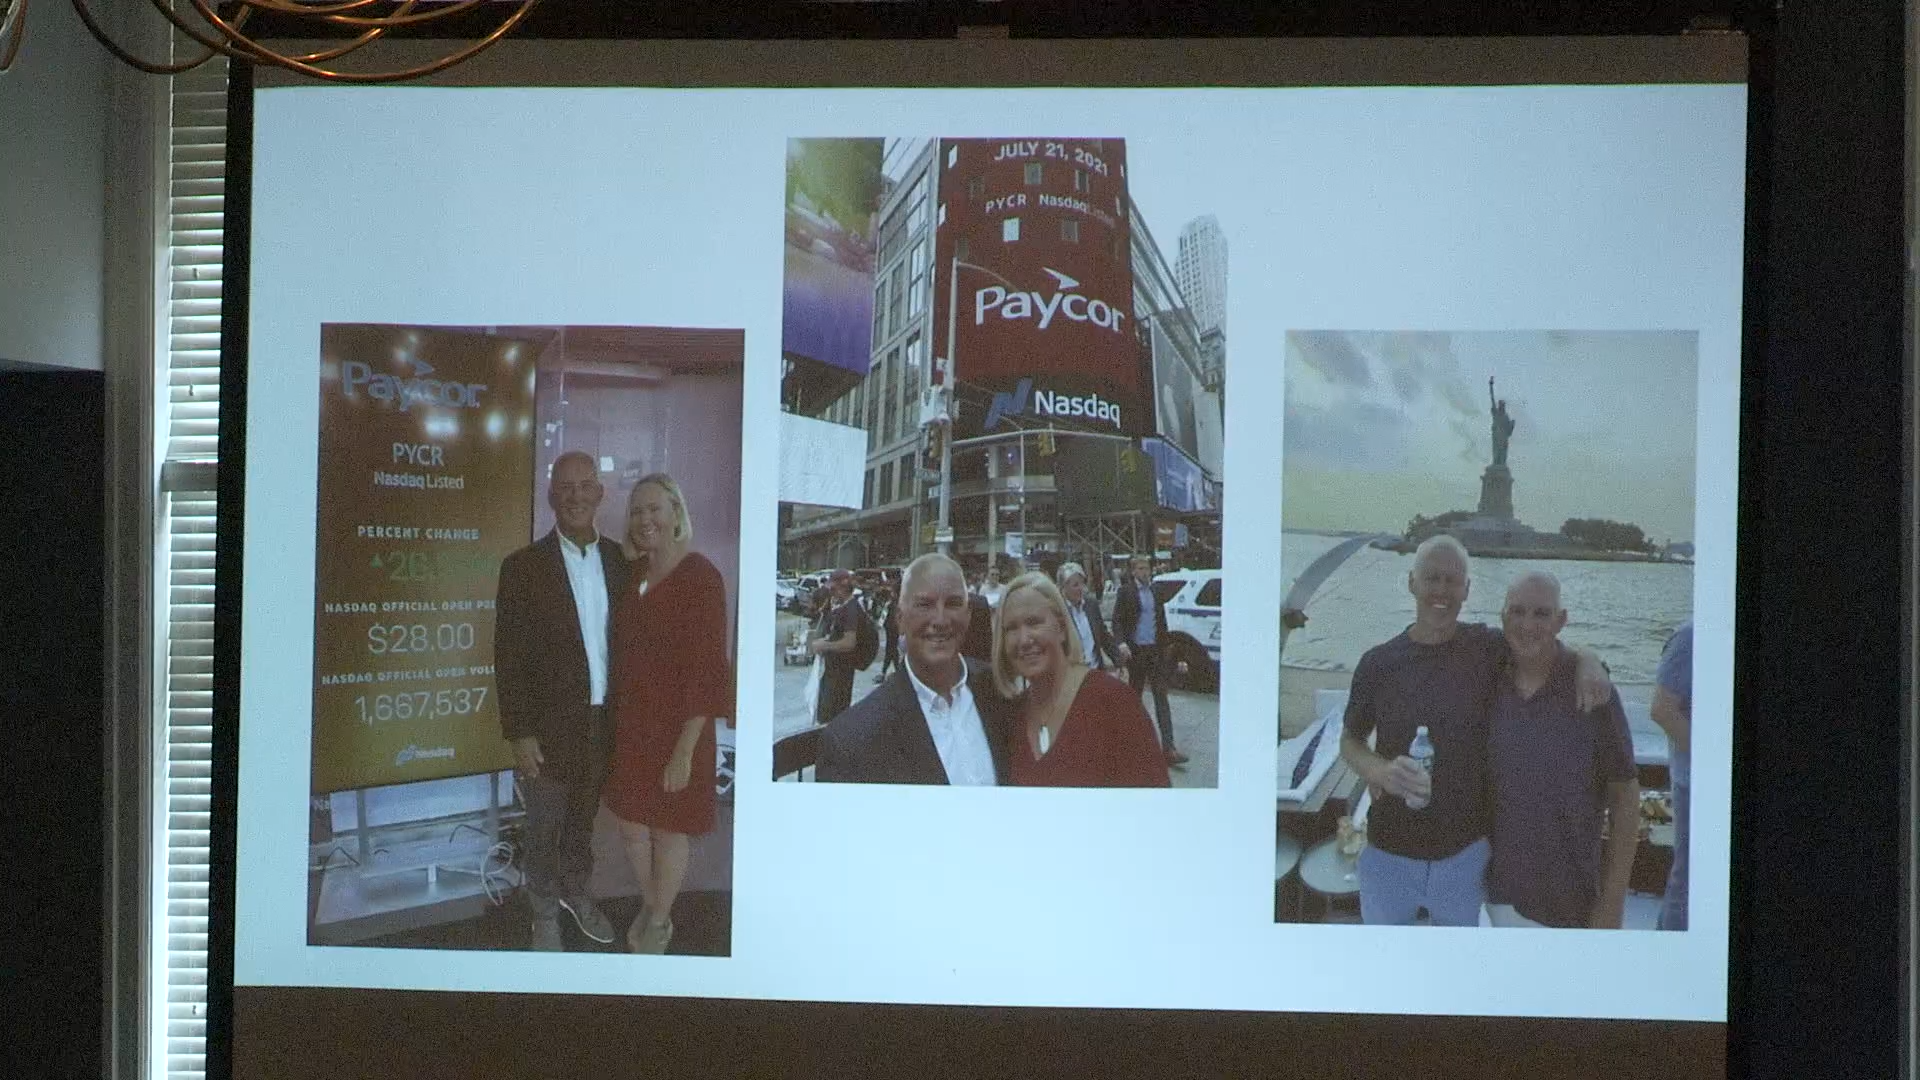 Paycor
PYCR
Nasdaq Listed
PERCENT CHANGE
NASDAQ OFFICIAL OPEN
$28.00
NASDAQ OFFICIAL OPEN
1,667,537
Nasdaq
JULY 21, 2021
PYCR NasdaqListed
Paycor
Nasdaq